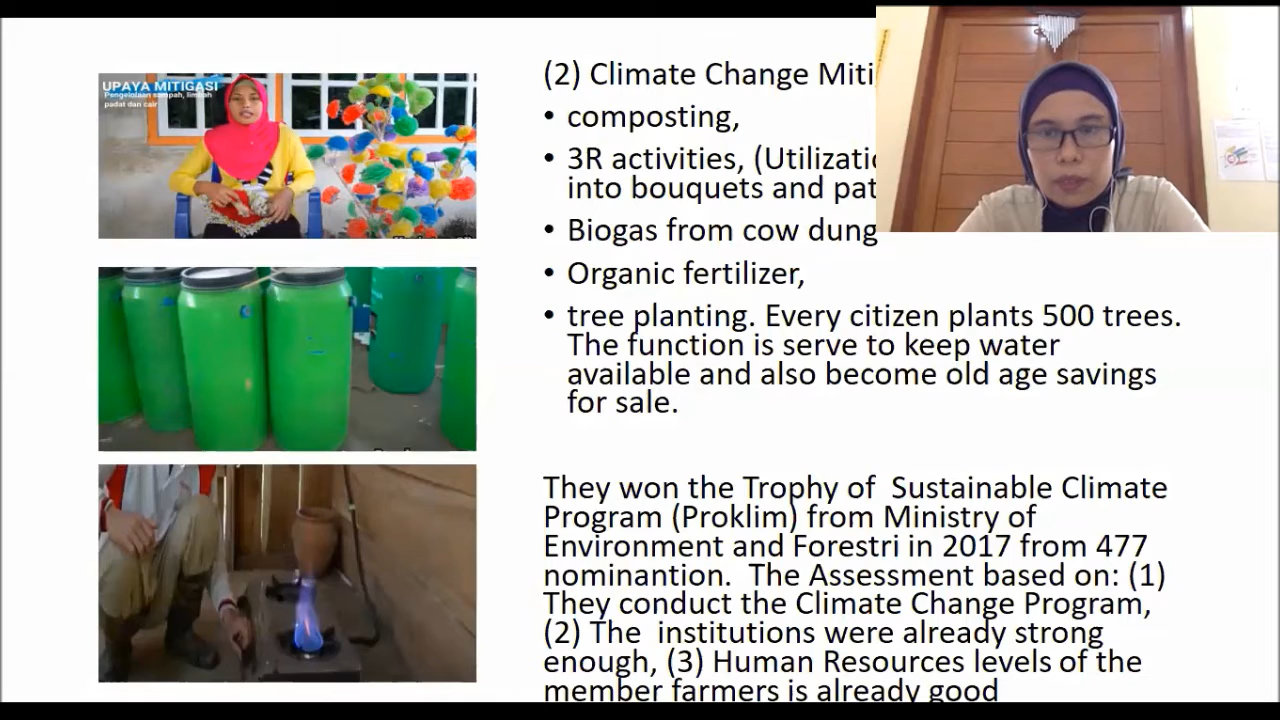 UPAYA MITIGASI
Pengelolaan sampah, limbah
padat dan cair
(2) Climate Change Miti
• composting,
• 3R activities, (Utilizatio
into bouquets and pat
• Biogas from cow dung
• Organic fertilizer,
• tree planting. Every citizen plants 500 trees.
The function is serve to keep water
available and also become old age savings
for sale.
They won the Trophy of Sustainable Climate
Program (Proklim) from Ministry of
Environment and Forestri in 2017 from 477
nominantion. The Assessment based on: (1)
They conduct the Climate Change Program,
(2) The institutions were already strong
enough, (3) Human Resources levels of the
member farmers is already good